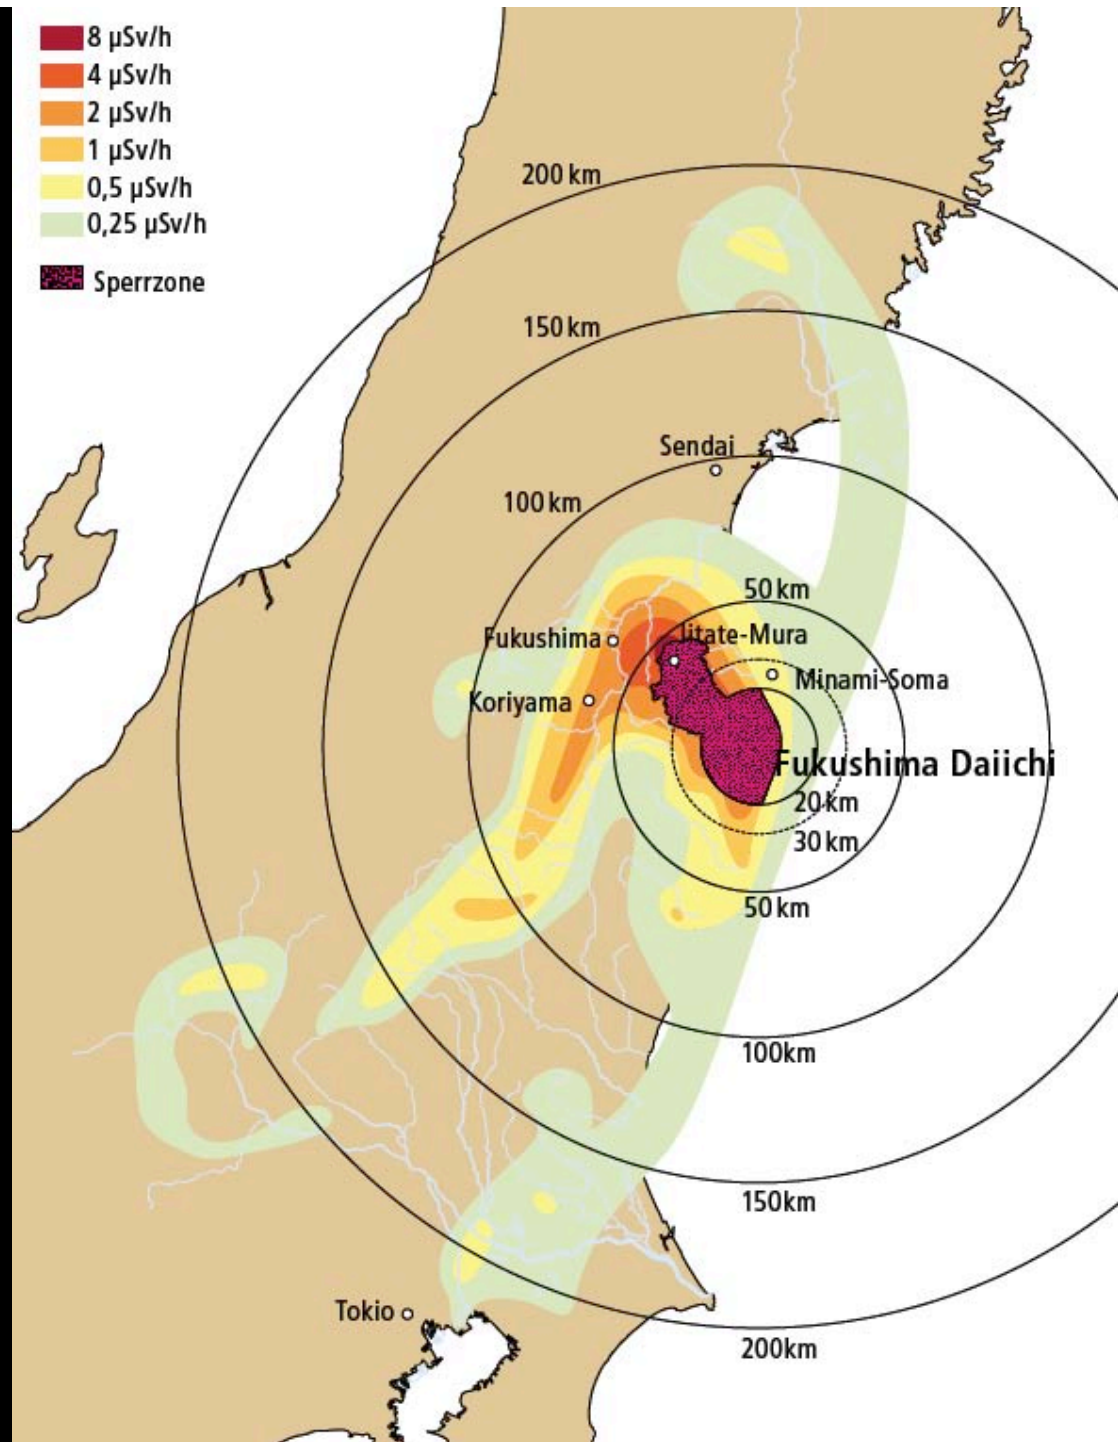 8 µSv/h
4 µSv/h
2 µSv/h
1 µSv/h
0,5 µSv/h
0,25 µSv/h
Sperrzone
200 km
150 km
Sendai
100 km
50 km
Fukushima
Iitate-Mura
Minami-Soma
Koriyama
Fukushima Daiichi
20 km
30 km
50 km
100km
150km
Tokio
200km